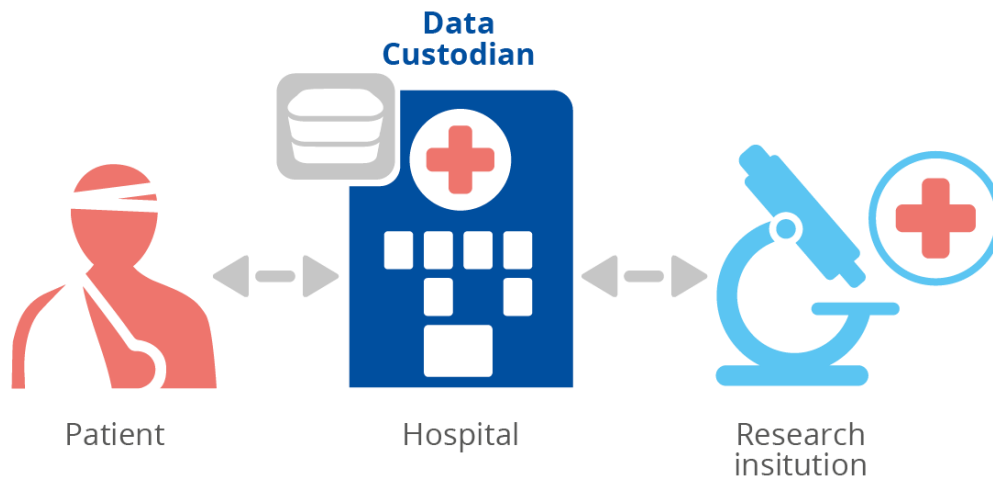 Data
Custodian
Patient
Hospital
Research
insitution